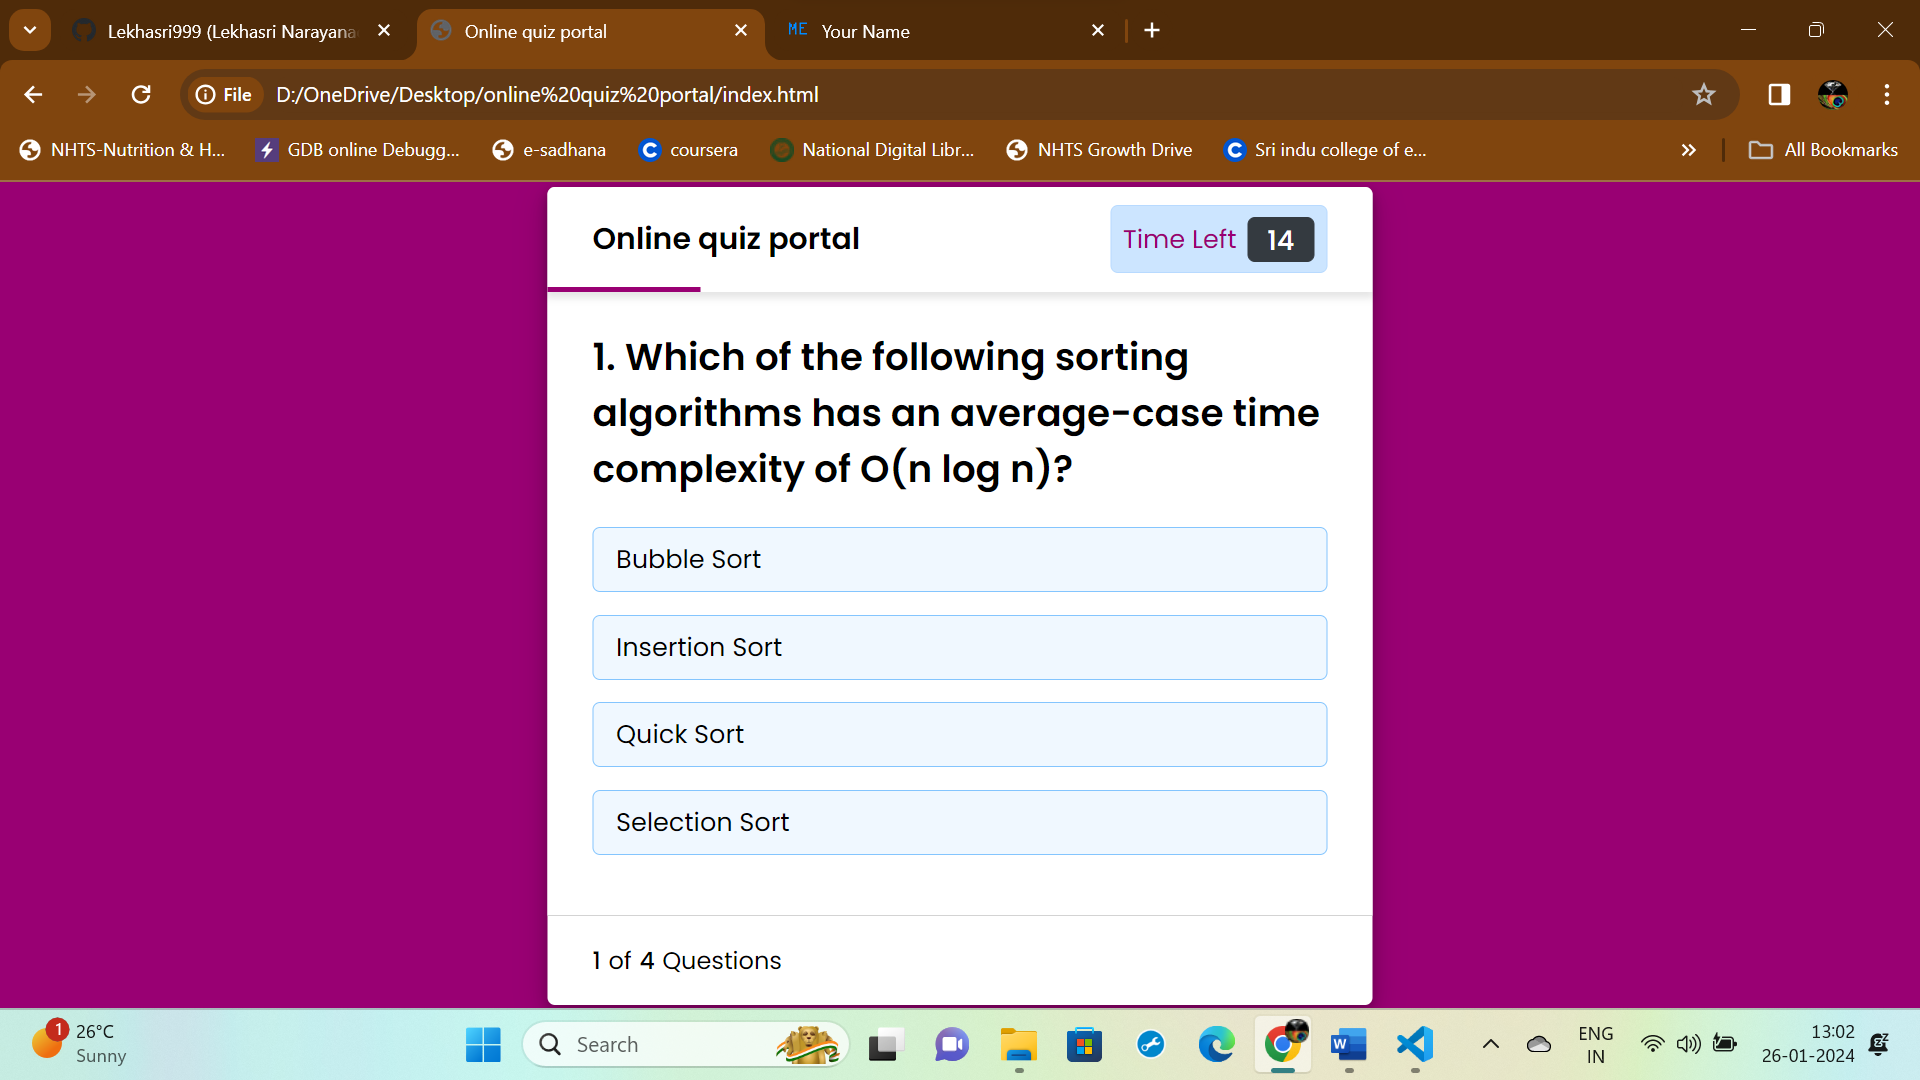 Lekhasri999 (Lekhasri Narayana
Online quiz portal
ME Your Name
File D:/OneDrive/Desktop/online%20quiz%20portal/index.html
NHTS-Nutrition & H...
GDB online Debugg...
e-sadhana
coursera
National Digital Libr...
NHTS Growth Drive
Sri indu college of e...
All Bookmarks
Online quiz portal
Time Left 14
1. Which of the following sorting
algorithms has an average-case time
complexity of O(n log n)?
Bubble Sort
Insertion Sort
Quick Sort
Selection Sort
1 of 4 Questions
1
26°C
Sunny
Search
ENG
IN
13:02
26-01-2024